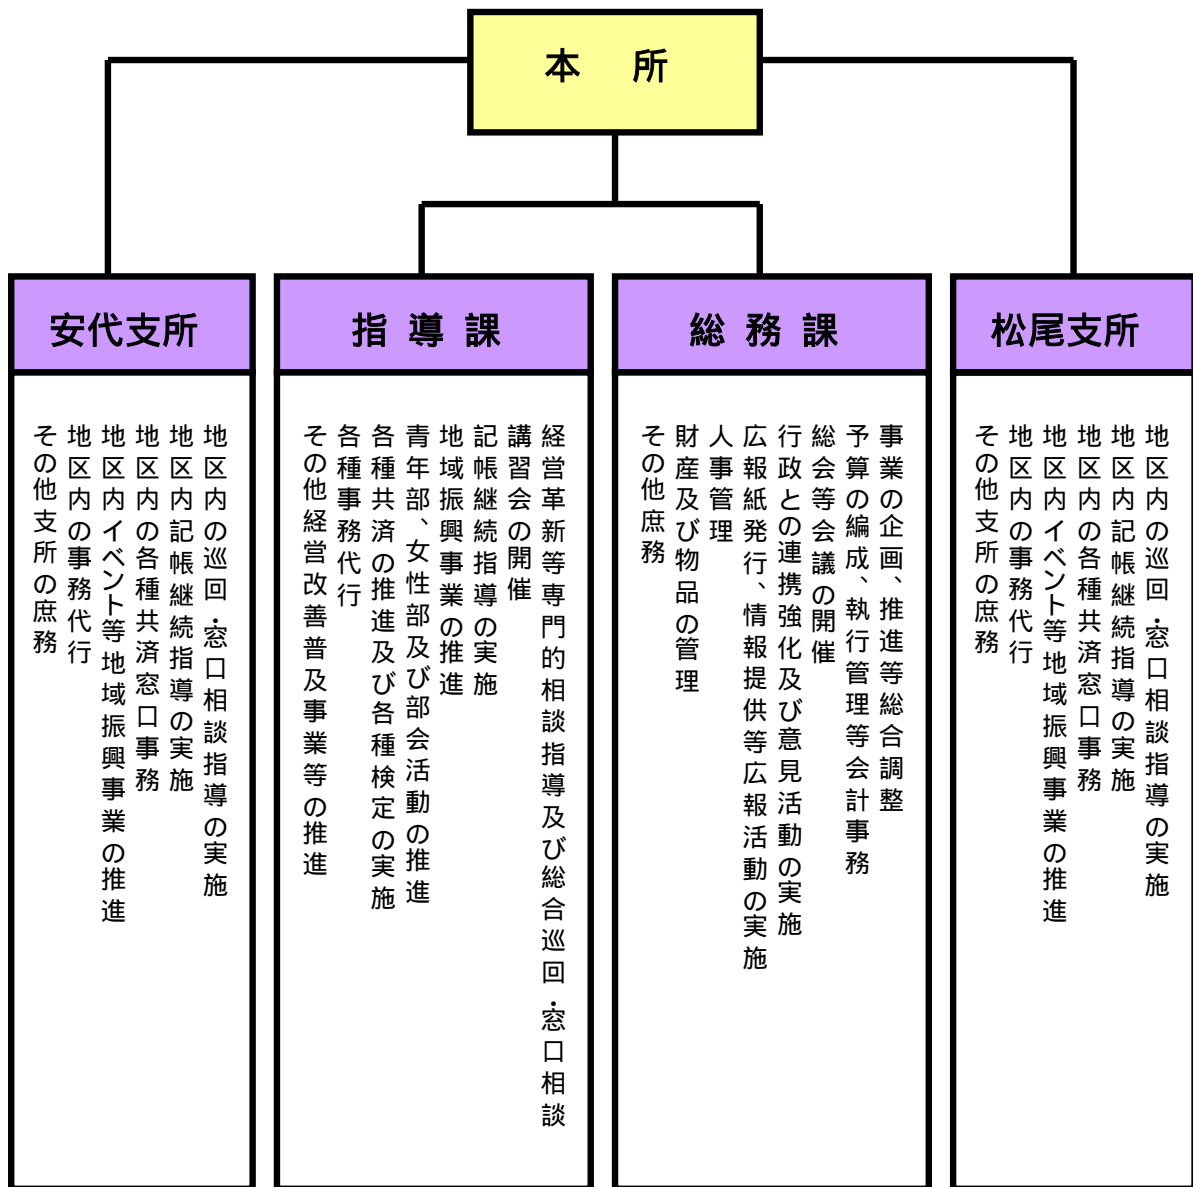 本 所
安代支所
地区内の巡回・窓口相談指導の実施
地区内記帳継続指導の実施
地区内の各種共済窓口事務
地区内イベント等地域振興事業の推進
地区内の事務代行
その他支所の庶務
指導課
経営革新等専門的相談指導及び総合巡回・窓口相談
講習会の開催
記帳継続指導の実施
地域振興事業の推進
青年部、女性部及び部会活動の推進
各種共済の推進及び各種検定の実施
各種事務代行
その他経営改善普及事業等の推進
総務課
事業の企画、推進等総合調整
予算の編成、執行管理等会計事務
総会等会議の開催
行政との連携強化及び意見活動の実施
広報紙発行、情報提供等広報活動の実施
人事管理
財産及び物品の管理
その他庶務
松尾支所
地区内の巡回・窓口相談指導の実施
地区内記帳継続指導の実施
地区内の各種共済窓口事務
地区内イベント等地域振興事業の推進
地区内の事務代行
その他支所の庶務